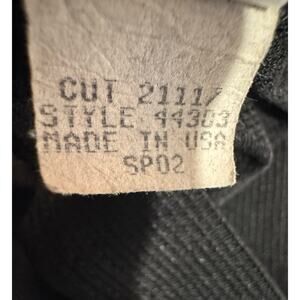 CUT 21117
STYLE 44303
MADE IN USA
SP02